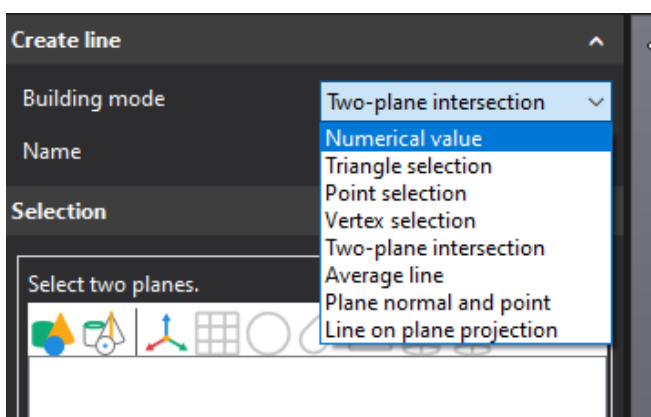 Create line
Building mode
Two-plane intersection
Name
Numerical value
Triangle selection
Point selection
Vertex selection
Two-plane intersection
Average line
Plane normal and point
Line on plane projection
Selection
Select two planes.